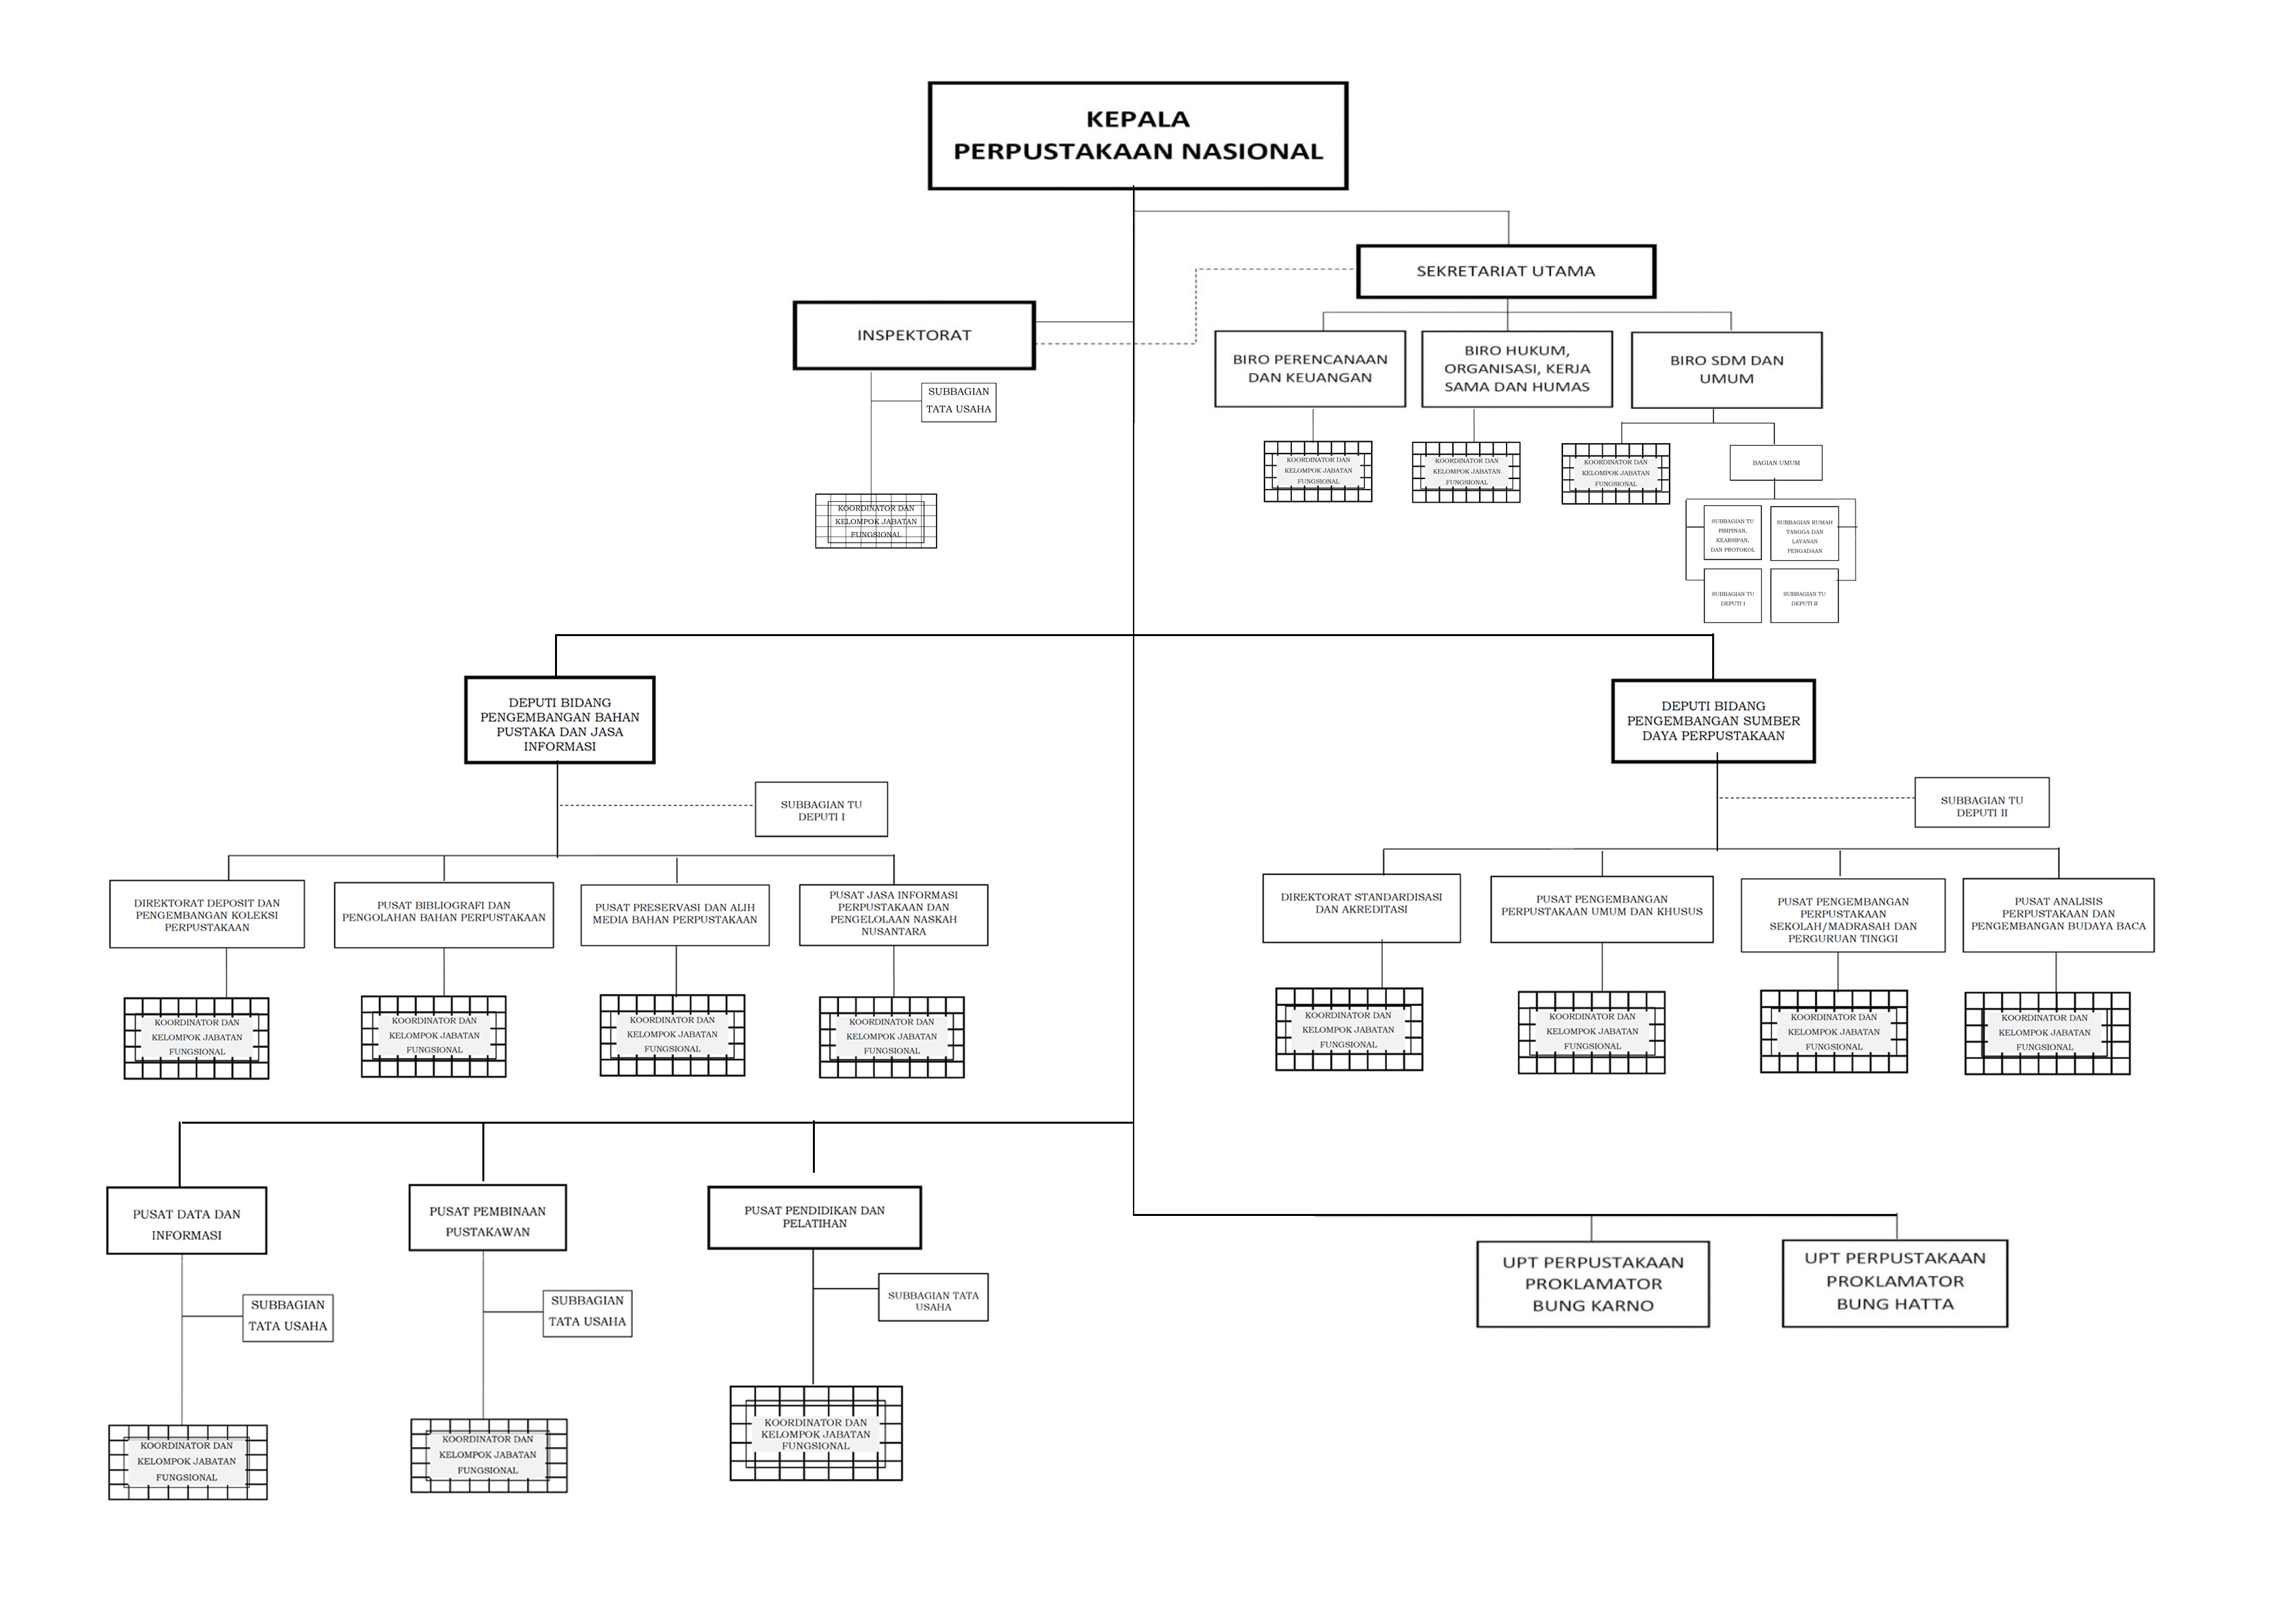 KEPALA
PERPUSTAKAAN NASIONAL
SEKRETARIAT UTAMA
INSPEKTORAT
SUBBAGIAN
TATA USAHA
KOORDINATOR DAN
KELOMPOK JABATAN
FUNGSIONAL
BIRO PERENCANAAN
DAN KEUANGAN
BIRO HUKUM,
ORGANISASI, KERJA
SAMA DAN HUMAS
BIRO SDM DAN
UMUM
KOORDINATOR DAN
KELOMPOK JABATAN
FUNGSIONAL
KOORDINATOR DAN
KELOMPOK JABATAN
FUNGSIONAL
KOORDINATOR DAN
KELOMPOK JABATAN
FUNGSIONAL
BAGIAN UMUM
SUBBAGIAN TU
PIMPINAN,
KEARSIPAN,
DAN PROTOKOL
SUBBAGIAN RUMAH
TANGGA DAN
LAYANAN
PENGADAAN
SUBBAGIAN TU
DEPUTI I
SUBBAGIAN TU
DEPUTI II
DEPUTI BIDANG
PENGEMBANGAN BAHAN
PUSTAKA DAN JASA
INFORMASI
SUBBAGIAN TU
DEPUTI I
DIREKTORAT DEPOSIT DAN
PENGEMBANGAN KOLEKSI
PERPUSTAKAAN
PUSAT BIBLIOGRAFI DAN
PENGOLAHAN BAHAN PERPUSTAKAAN
PUSAT PRESERVASI DAN ALIH
MEDIA BAHAN PERPUSTAKAAN
PUSAT JASA INFORMASI
PERPUSTAKAAN DAN
PENGELOLAAN NASKAH
NUSANTARA
KOORDINATOR DAN
KELOMPOK JABATAN
FUNGSIONAL
KOORDINATOR DAN
KELOMPOK JABATAN
FUNGSIONAL
KOORDINATOR DAN
KELOMPOK JABATAN
FUNGSIONAL
KOORDINATOR DAN
KELOMPOK JABATAN
FUNGSIONAL
DEPUTI BIDANG
PENGEMBANGAN SUMBER
DAYA PERPUSTAKAAN
SUBBAGIAN TU
DEPUTI II
DIREKTORAT STANDARDISASI
DAN AKREDITASI
PUSAT PENGEMBANGAN
PERPUSTAKAAN UMUM DAN KHUSUS
PUSAT PENGEMBANGAN
PERPUSTAKAAN
SEKOLAH/MADRASAH DAN
PERGURUAN TINGGI
PUSAT ANALISIS
PERPUSTAKAAN DAN
PENGEMBANGAN BUDAYA BACA
KOORDINATOR DAN
KELOMPOK JABATAN
FUNGSIONAL
KOORDINATOR DAN
KELOMPOK JABATAN
FUNGSIONAL
KOORDINATOR DAN
KELOMPOK JABATAN
FUNGSIONAL
KOORDINATOR DAN
KELOMPOK JABATAN
FUNGSIONAL
PUSAT DATA DAN
INFORMASI
PUSAT PEMBINAAN
PUSTAKAWAN
PUSAT PENDIDIKAN DAN
PELATIHAN
SUBBAGIAN
TATA USAHA
SUBBAGIAN
TATA USAHA
SUBBAGIAN TATA
USAHA
KOORDINATOR DAN
KELOMPOK JABATAN
FUNGSIONAL
KOORDINATOR DAN
KELOMPOK JABATAN
FUNGSIONAL
KOORDINATOR DAN
KELOMPOK JABATAN
FUNGSIONAL
UPT PERPUSTAKAAN
PROKLAMATOR
BUNG KARNO
UPT PERPUSTAKAAN
PROKLAMATOR
BUNG HATTA